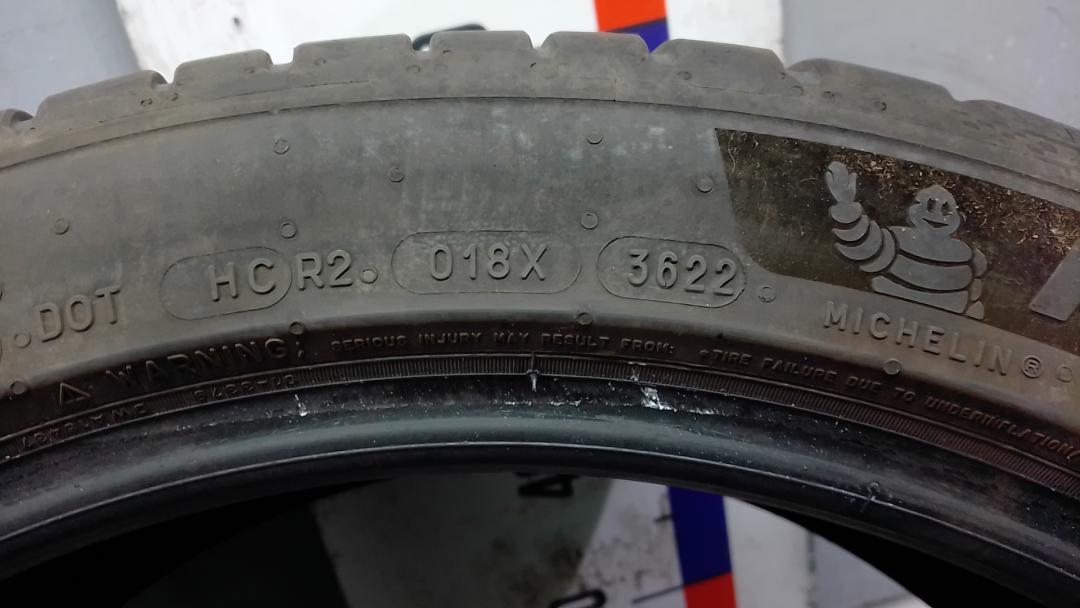 DOT HC R2 018X 3622
MICHELIN®
⚠ WARNING: SERIOUS INJURY MAY RESULT FROM: •TIRE FAILURE DUE TO UNDERINFLATION/